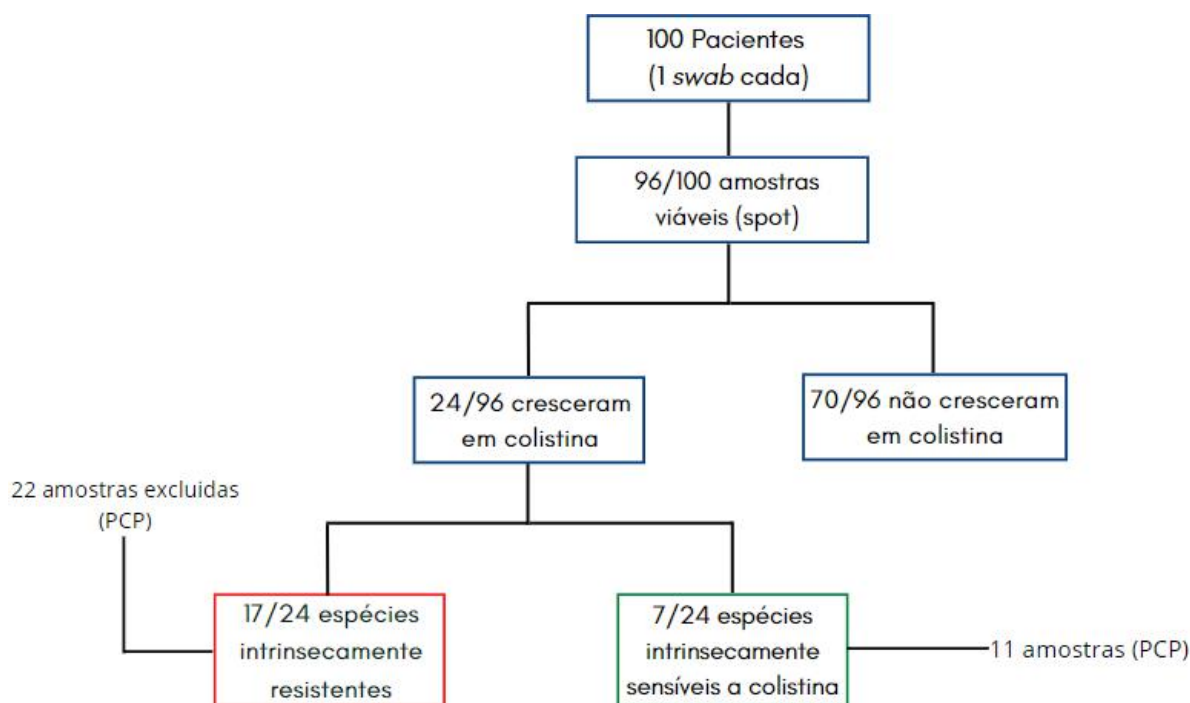 100 Pacientes
(1 swab cada)
96/100 amostras
viáveis (spot)
24/96 cresceram
em colistina
70/96 não cresceram
em colistina
22 amostras excluidas
(PCP)
17/24 espécies
intrinsecamente
resistentes
7/24 espécies
intrinsecamente
sensíveis a colistina
11 amostras (PCP)